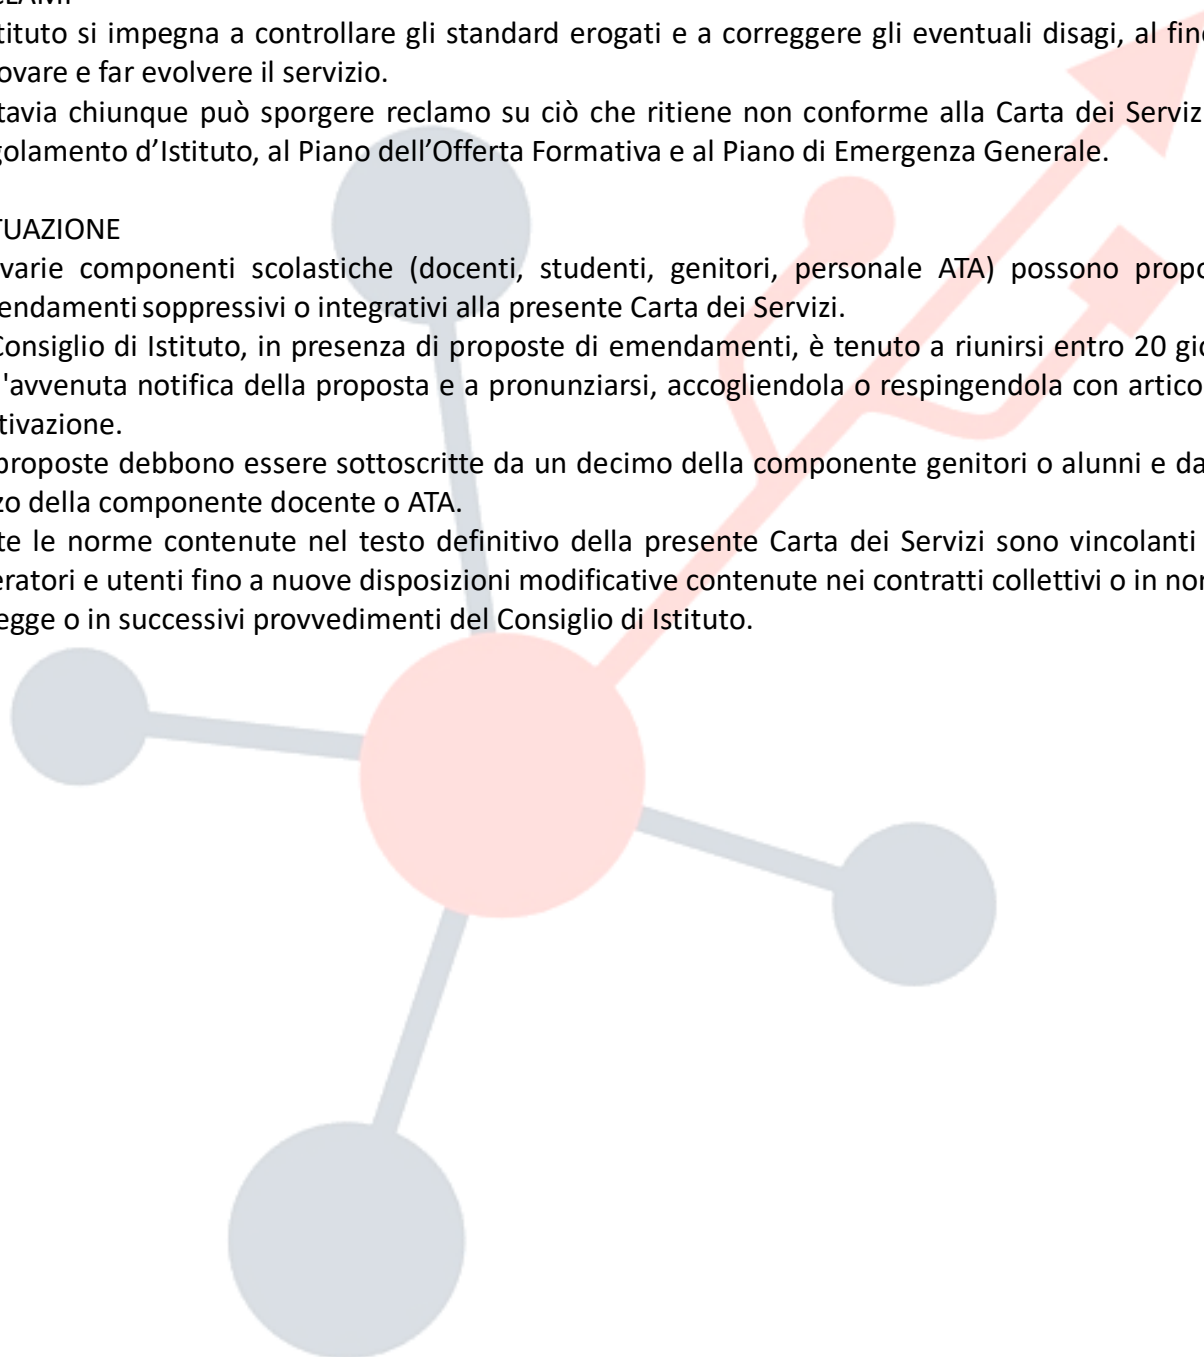 tituto si impegna a controllare gli standard erogati e a correggere gli eventuali disagi, al fine
ovare e far evolvere il servizio.
tavia chiunque può sporgere reclamo su ciò che ritiene non conforme alla Carta dei Serviz
golamento d’Istituto, al Piano dell’Offerta Formativa e al Piano di Emergenza Generale.
TUAZIONE
varie componenti scolastiche (docenti, studenti, genitori, personale ATA) possono propo
endamenti soppressivi o integrativi alla presente Carta dei Servizi.
Consiglio di Istituto, in presenza di proposte di emendamenti, è tenuto a riunirsi entro 20 gio
'avvenuta notifica della proposta e a pronunziarsi, accogliendola o respingendola con artico
tivazione.
proposte debbono essere sottoscritte da un decimo della componente genitori o alunni e da
zo della componente docente o ATA.
te le norme contenute nel testo definitivo della presente Carta dei Servizi sono vincolanti
eratori e utenti fino a nuove disposizioni modificative contenute nei contratti collettivi o in nor
egge o in successivi provvedimenti del Consiglio di Istituto.